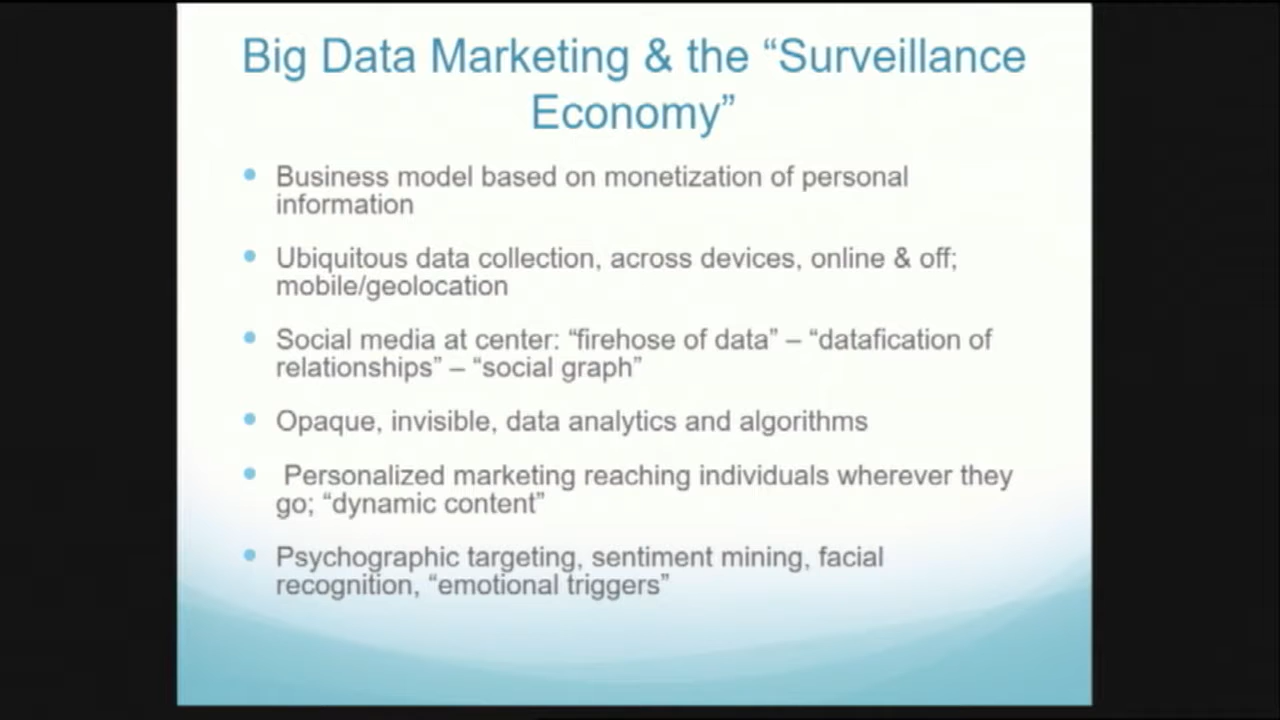 Big Data Marketing & the “Surveillance
Economy”
• Business model based on monetization of personal
information
• Ubiquitous data collection, across devices, online & off;
mobile/geolocation
• Social media at center: “firehose of data” – “datafication of
relationships” – “social graph”
• Opaque, invisible, data analytics and algorithms
• Personalized marketing reaching individuals wherever they
go; “dynamic content”
• Psychographic targeting, sentiment mining, facial
recognition, “emotional triggers”